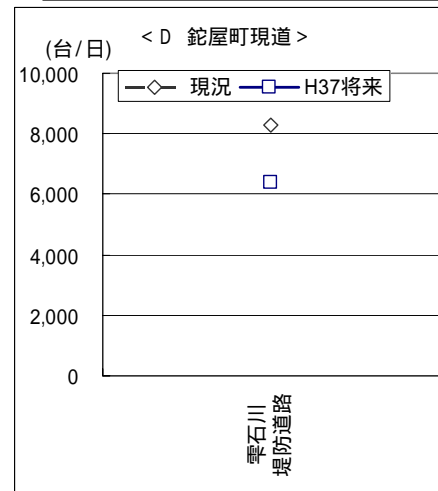 < D 鉈屋町現道 >
(台/日)
10,000
現況
H37将来
8,000
6,000
4,000
2,000
0
雫石川
堤防道路